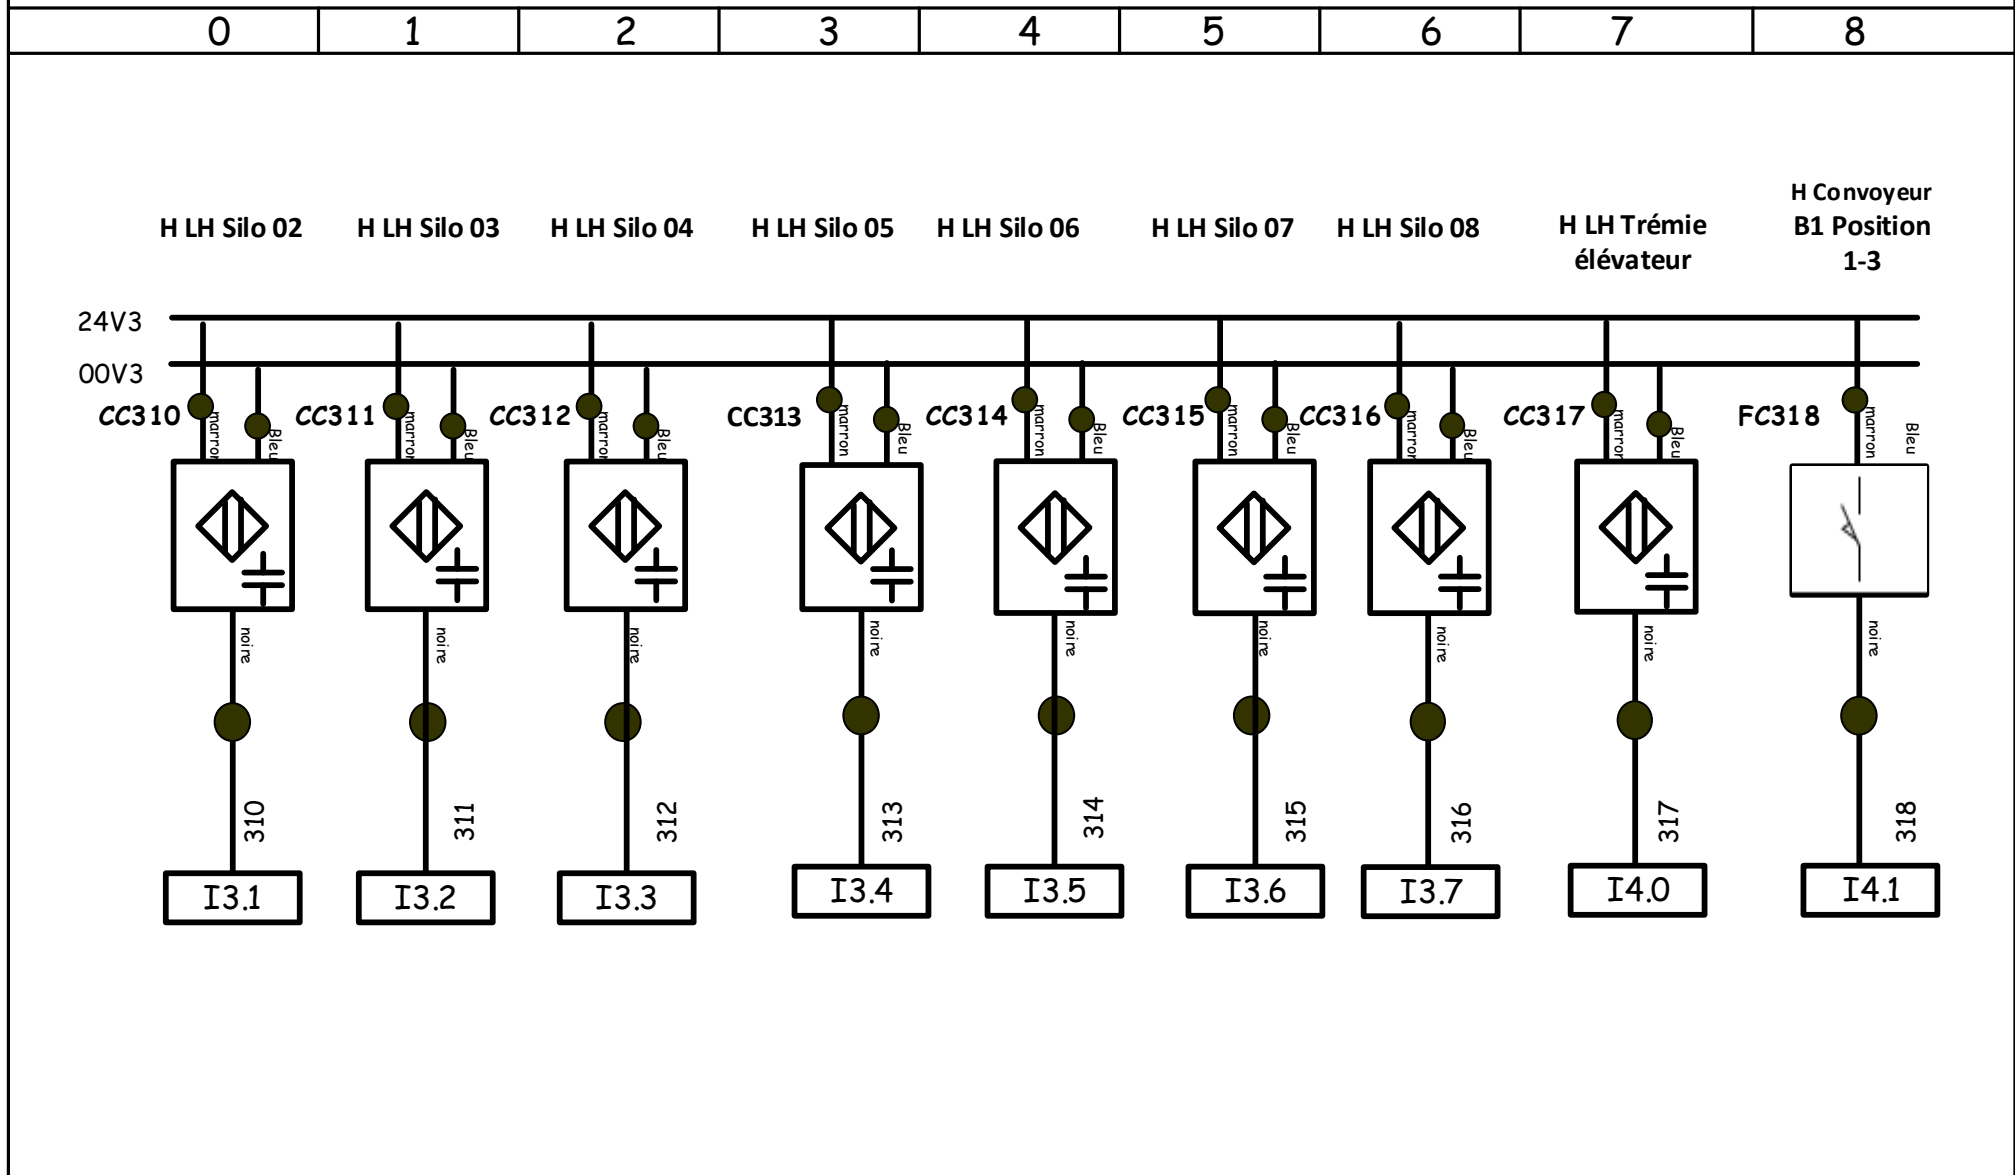 0 1 2 3 4 5 6 7 8
H LH Silo 02 H LH Silo 03 H LH Silo 04 H LH Silo 05 H LH Silo 06 H LH Silo 07 H LH Silo 08
H LH Trémie
élévateur
H Convoyeur
B1 Position
1-3
24V3
00V3
CC310 marron Bleu CC311 marron Bleu CC312 marron Bleu CC313 marron Bleu CC314 marron Bleu CC315 marron Bleu CC316 marron Bleu CC317 marron Bleu FC318 marron Bleu
noire noire noire noire noire noire noire noire noire
310 311 312 313 314 315 316 317 318
I3.1 I3.2 I3.3 I3.4 I3.5 I3.6 I3.7 I4.0 I4.1